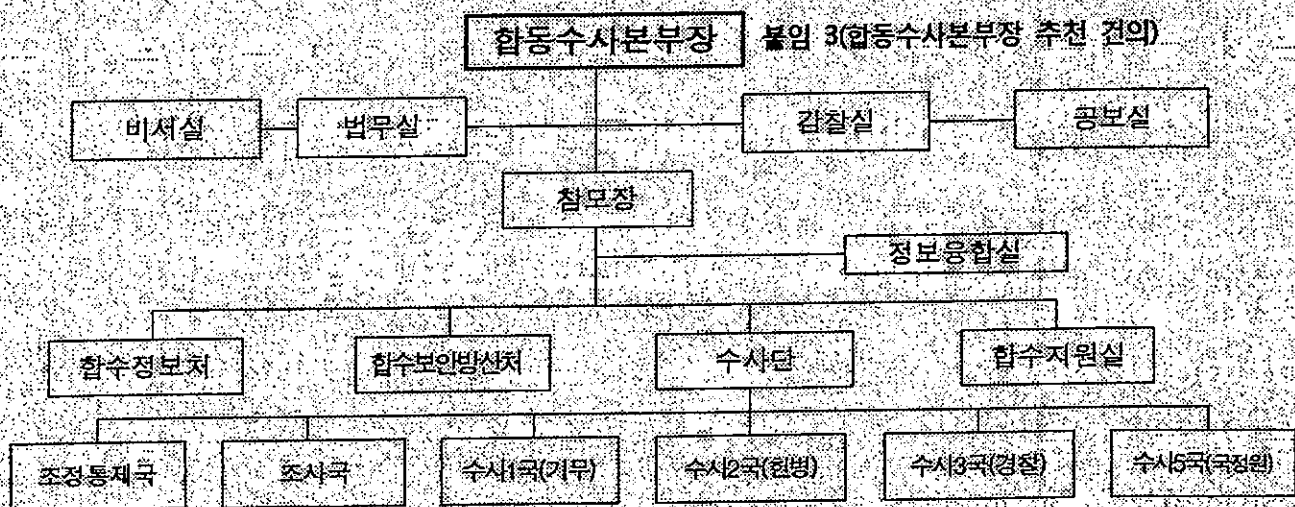 합동수사본부장
붙임 3(합동수사본부장 추천 건의)
비서실
법무실
감찰실
공보실
참모장
정보융합실
합수정보처
합수보안방산처
수사단
합수지원실
조정통제국
조사국
수사1국(기무)
수사2국(헌병)
수사3국(경찰)
수사5국(국정원)